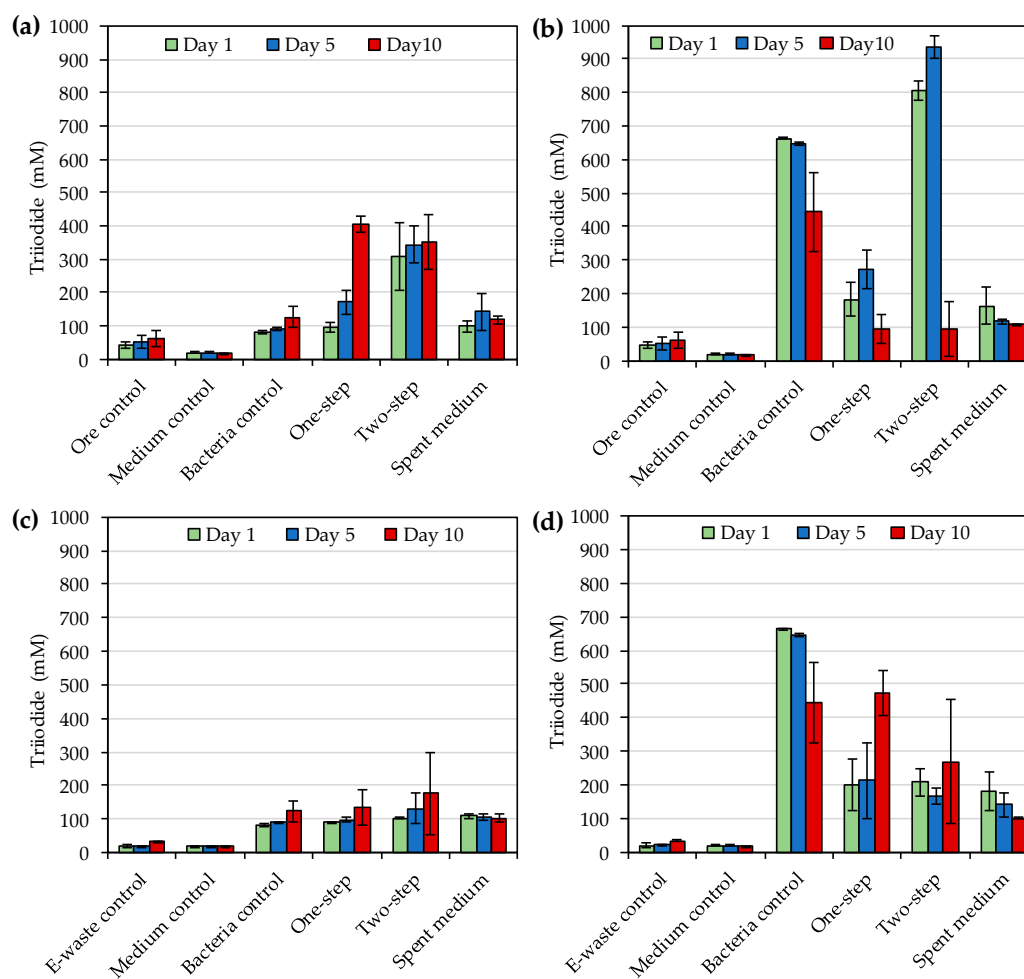 (a)
Day 1 Day 5 Day10
1000
900
800
700
600
500
400
300
200
100
0
Triiodide (mM)
Ore control
Medium control
Bacteria control
One-step
Two-step
Spent medium
(b)
Day 1 Day 5 Day10
1000
900
800
700
600
500
400
300
200
100
0
Triiodide (mM)
Ore control
Medium control
Bacteria control
One-step
Two-step
Spent medium
(c)
Day 1 Day 5 Day 10
1000
900
800
700
600
500
400
300
200
100
0
Triiodide (mM)
E-waste control
Medium control
Bacteria control
One-step
Two-step
Spent medium
(d)
Day 1 Day 5 Day 10
1000
900
800
700
600
500
400
300
200
100
0
Triiodide (mM)
E-waste control
Medium control
Bacteria control
One-step
Two-step
Spent medium